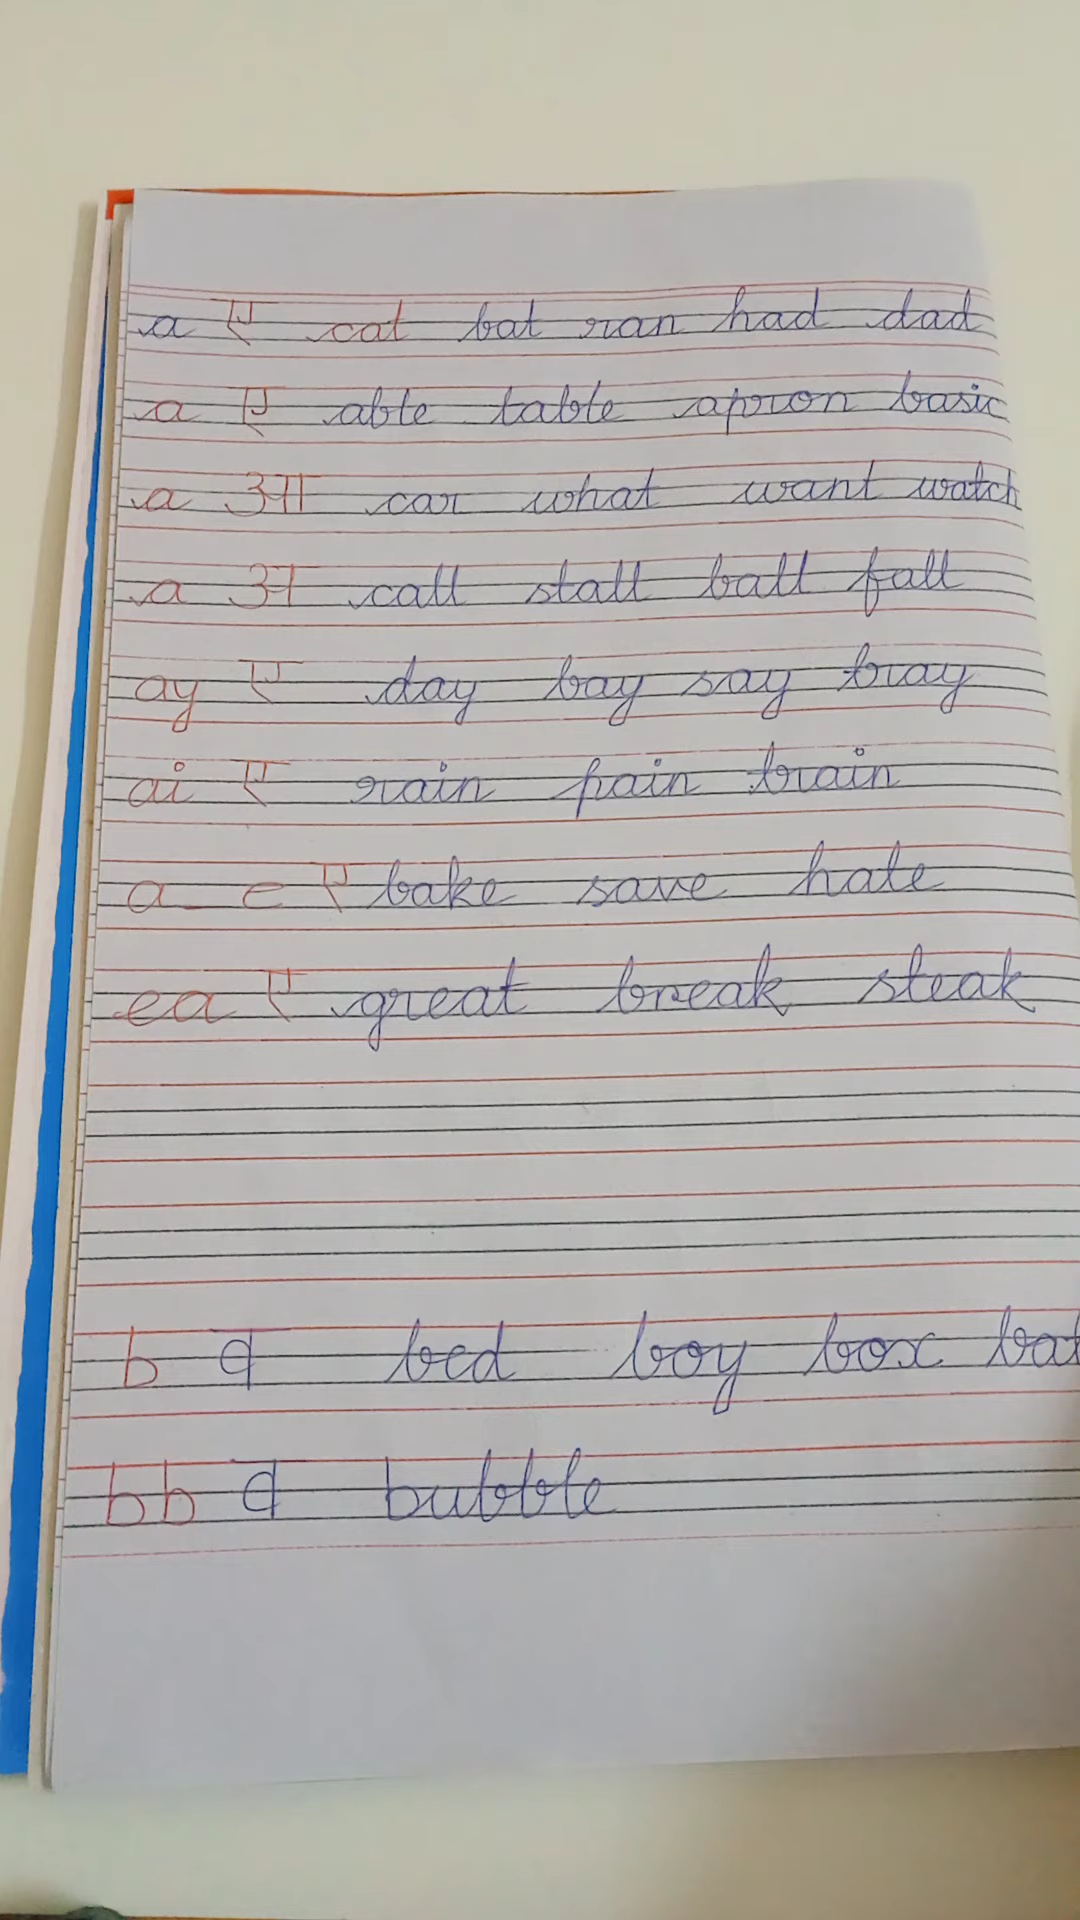 a ए cat bat ran had dad
a ए able table apron basic
a आ car what want watch
a अ call stall ball fall
ay ए day bay say bray
ai ए rain pain brain
a_e ए bake save hate
ea ए great break steak
b ब bed boy box bat
bb ब bubble